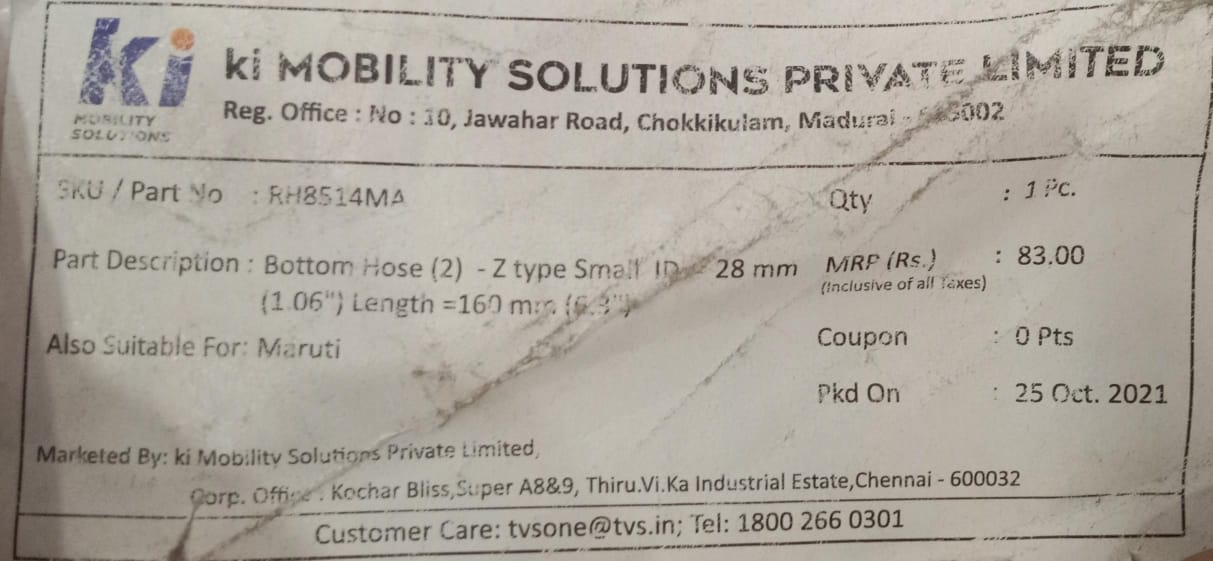 ki
MOBILITY
SOLUTIONS
ki MOBILITY SOLUTIONS PRIVATE LIMITED
Reg. Office : No : 10, Jawahar Road, Chokkikulam, Madurai -
SKU / Part No : RH8514MA
Qty : 1 Pc.
Part Description : Bottom Hose (2) - Z type Small ID = 28 mm
(1.06") Length =160 mm (6.3")
MRP (Rs.) : 83.00
(Inclusive of all Taxes)
Also Suitable For: Maruti
Coupon : 0 Pts
Pkd On : 25 Oct. 2021
Marketed By: ki Mobility Solutions Private Limited,
Corp. Office : Kochar Bliss,Super A8&9, Thiru.Vi.Ka Industrial Estate,Chennai - 600032
Customer Care: tvsone@tvs.in; Tel: 1800 266 0301